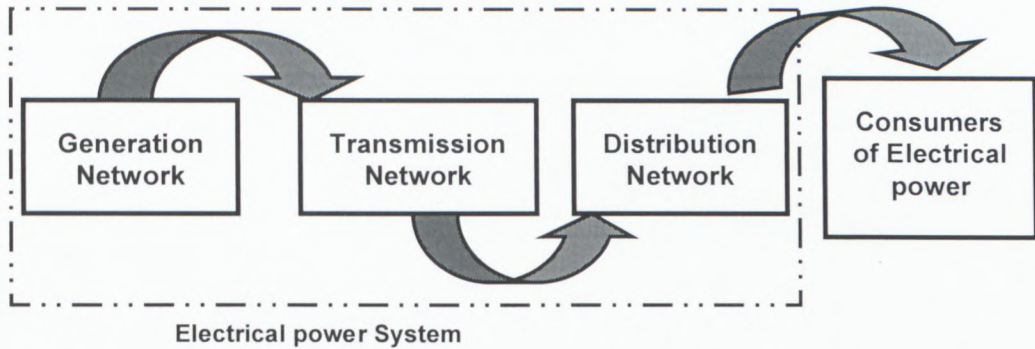 Generation
Network
Transmission
Network
Distribution
Network
Consumers
of Electrical
power
Electrical power System